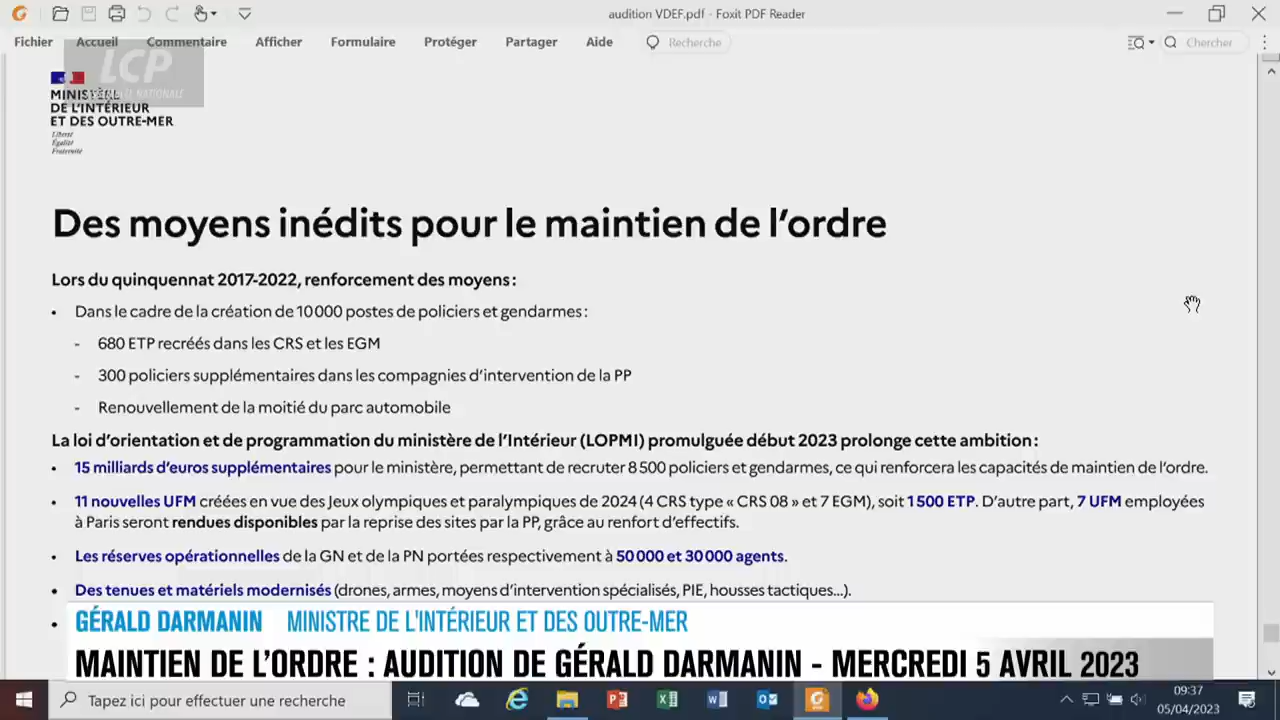 audition VDEF.pdf - Foxit PDF Reader
Fichier Accueil Commentaire Afficher Formulaire Protéger Partager Aide Recherche Chercher
LCP
ASSEMBLÉE NATIONALE
MINISTÈRE
DE L'INTÉRIEUR
ET DES OUTRE-MER
Liberté
Égalité
Fraternité
Des moyens inédits pour le maintien de l'ordre
Lors du quinquennat 2017-2022, renforcement des moyens :
• Dans le cadre de la création de 10 000 postes de policiers et gendarmes :
- 680 ETP recréés dans les CRS et les EGM
- 300 policiers supplémentaires dans les compagnies d'intervention de la PP
- Renouvellement de la moitié du parc automobile
La loi d'orientation et de programmation du ministère de l'Intérieur (LOPMI) promulguée début 2023 prolonge cette ambition :
• 15 milliards d'euros supplémentaires pour le ministère, permettant de recruter 8 500 policiers et gendarmes, ce qui renforcera les capacités de maintien de l'ordre.
• 11 nouvelles UFM créées en vue des Jeux olympiques et paralympiques de 2024 (4 CRS type « CRS 08 » et 7 EGM), soit 1 500 ETP. D'autre part, 7 UFM employées
à Paris seront rendues disponibles par la reprise des sites par la PP, grâce au renfort d'effectifs.
• Les réserves opérationnelles de la GN et de la PN portées respectivement à 50 000 et 30 000 agents.
• Des tenues et matériels modernisés (drones, armes, moyens d'intervention spécialisés, PIE, housses tactiques...).
•
GÉRALD DARMANIN MINISTRE DE L'INTÉRIEUR ET DES OUTRE-MER
MAINTIEN DE L'ORDRE : AUDITION DE GÉRALD DARMANIN - MERCREDI 5 AVRIL 2023
Tapez ici pour effectuer une recherche
09:37
05/04/2023